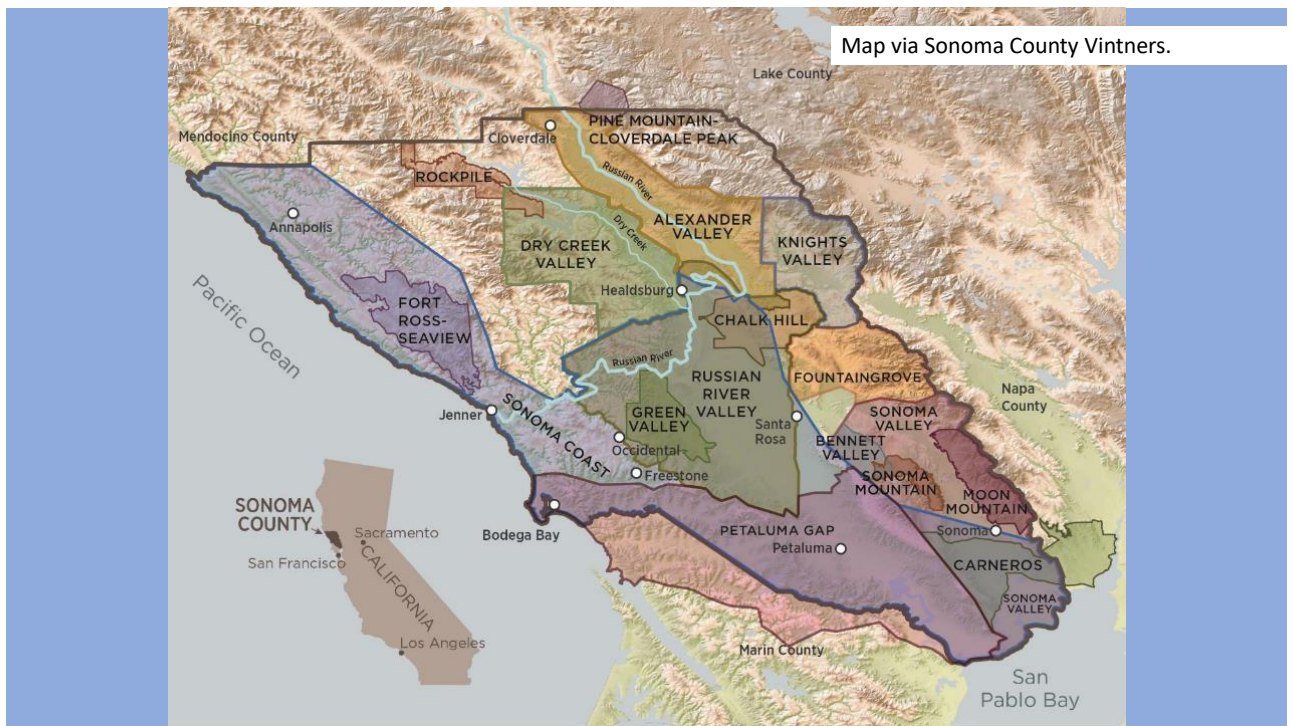 Map via Sonoma County Vintners.
Lake County
Mendocino County
Cloverdale
PINE MOUNTAIN-
CLOVERDALE PEAK
ROCKPILE
Russian River
Annapolis
Dry Creek
ALEXANDER
VALLEY
DRY CREEK
VALLEY
KNIGHTS
VALLEY
Pacific Ocean
FORT
ROSS-
SEAVIEW
Healdsburg
CHALK HILL
Russian River
RUSSIAN
RIVER
VALLEY
FOUNTAINGROVE
Napa
County
Jenner
SONOMA COAST
GREEN
VALLEY
Santa
Rosa
SONOMA
VALLEY
BENNETT
VALLEY
Occidental
Freestone
SONOMA
MOUNTAIN
MOON
MOUNTAIN
SONOMA
COUNTY
Sacramento
San Francisco
CALIFORNIA
Los Angeles
Bodega Bay
PETALUMA GAP
Petaluma
Sonoma
CARNEROS
SONOMA
VALLEY
Marin County
San
Pablo Bay